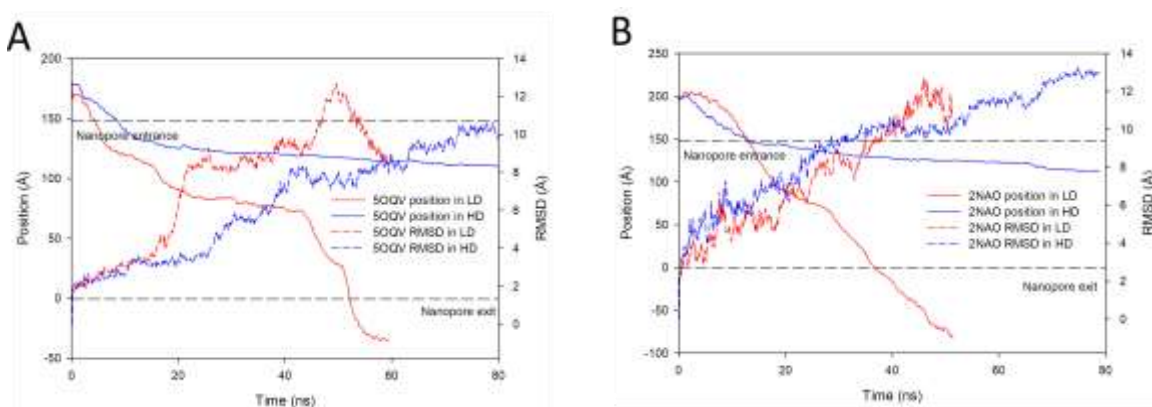 A
200
150
100
50
0
-50
14
12
10
8
6
4
2
0
Position (Å)
RMSD (Å)
Nanopore entrance
5OQV position in LD
5OQV position in HD
5OQV RMSD in LD
5OQV RMSD in HD
Nanopore exit
0 20 40 60 80
Time (ns)
B
250
200
150
100
50
0
-50
-100
14
12
10
8
6
4
2
0
Position (Å)
RMSD (Å)
Nanopore entrance
2NAO position in LD
2NAO position in HD
2NAO RMSD in LD
2NAO RMSD in HD
Nanopore exit
0 20 40 60 80
Time (ns)